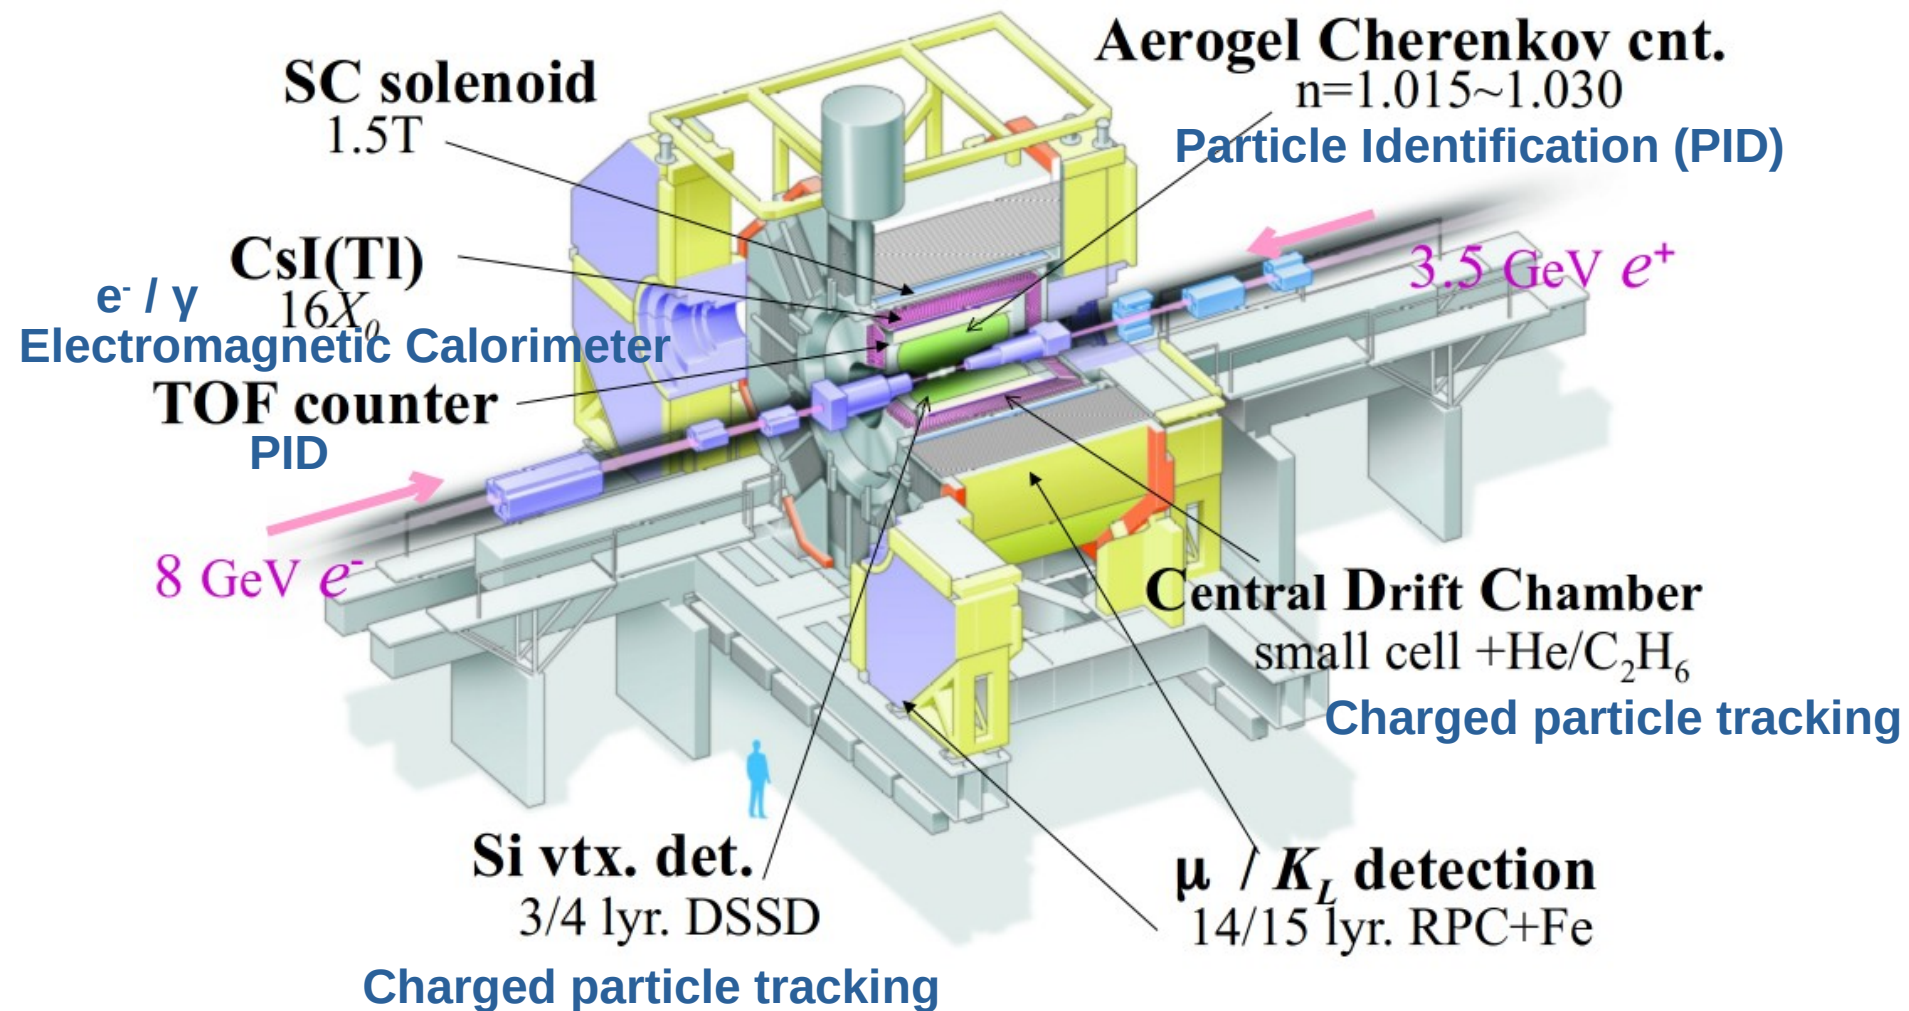 SC solenoid
1.5T
Aerogel Cherenkov cnt.
n=1.015~1.030
Particle Identification (PID)
CsI(Tl)
16X₀
e⁻ / γ
Electromagnetic Calorimeter
TOF counter
PID
3.5 GeV e⁺
8 GeV e⁻
Central Drift Chamber
small cell +He/C₂H₆
Charged particle tracking
Si vtx. det.
3/4 lyr. DSSD
Charged particle tracking
μ / K_L detection
14/15 lyr. RPC+Fe